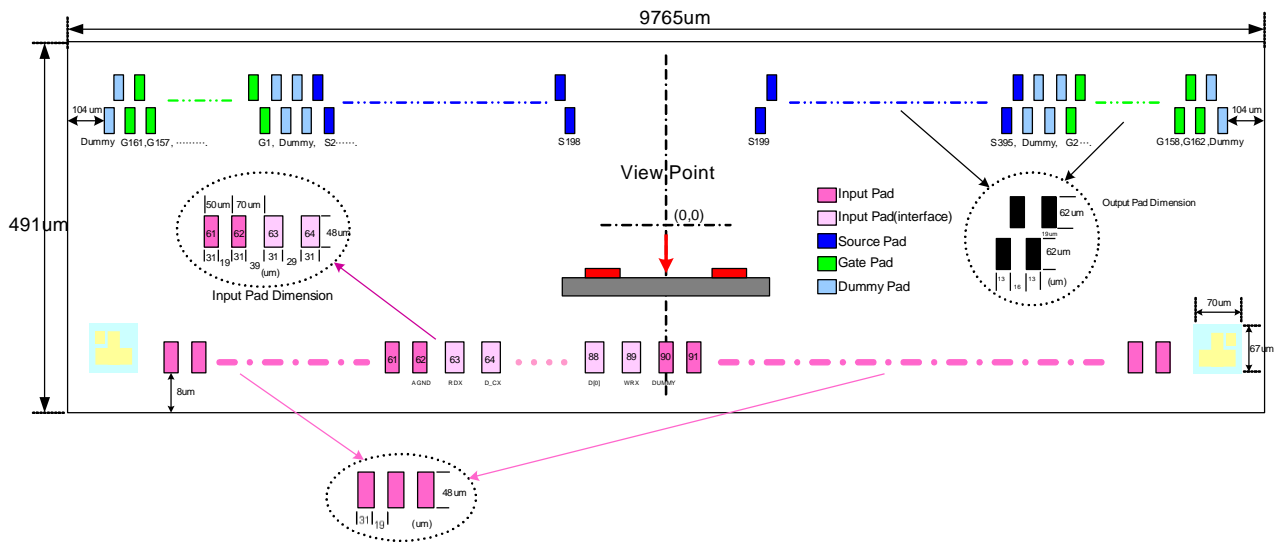 9765um
491um
104 um
104 um
Dummy G161,G157, ··········.
G1, Dummy, S2·······.
S198
S199
S395, Dummy, G2···.
G158,G162,Dummy
View Point
(0,0)
Input Pad
Input Pad(interface)
Source Pad
Gate Pad
Dummy Pad
50um 70um
61 62 63 64
48um
31 19 31 39 31 29 31
(um)
Input Pad Dimension
Output Pad Dimension
62um
19um
62um
13 16 13 (um)
70um
67um
61 62 63 64 88 89 90 91
AGND RDX D_CX D[0] WRX DUMMY
8um
48um
31 19 (um)